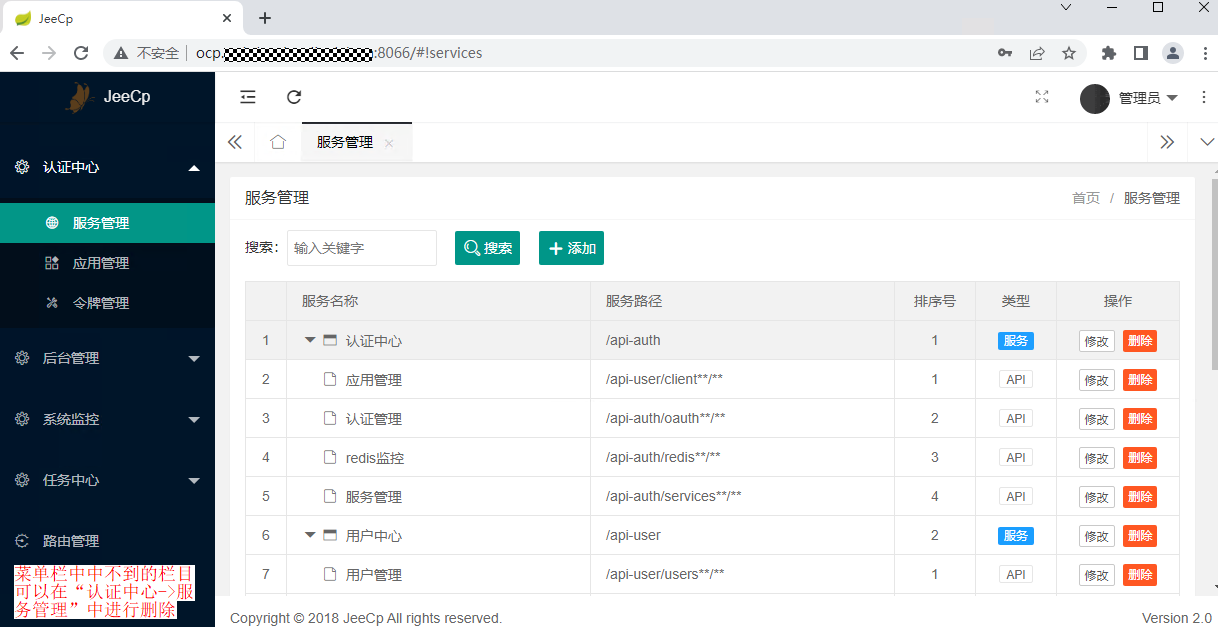 JeeCp
不安全
ocp. :8066/#!services
JeeCp
管理员
认证中心
服务管理
应用管理
令牌管理
后台管理
系统监控
任务中心
路由管理
菜单栏中中不到的栏目
可以在“认证中心->服
务管理”中进行删除
服务管理
服务管理
首页 / 服务管理
搜索: 输入关键字 搜索 添加
服务名称 服务路径 排序号 类型 操作
1 认证中心 /api-auth 1 服务 修改 删除
2 应用管理 /api-user/client**/** 1 API 修改 删除
3 认证管理 /api-auth/oauth**/** 2 API 修改 删除
4 redis监控 /api-auth/redis**/** 3 API 修改 删除
5 服务管理 /api-auth/services**/** 4 API 修改 删除
6 用户中心 /api-user 2 服务 修改 删除
7 用户管理 /api-user/users**/** 1 API 修改 删除
Copyright © 2018 JeeCp All rights reserved.
Version 2.0